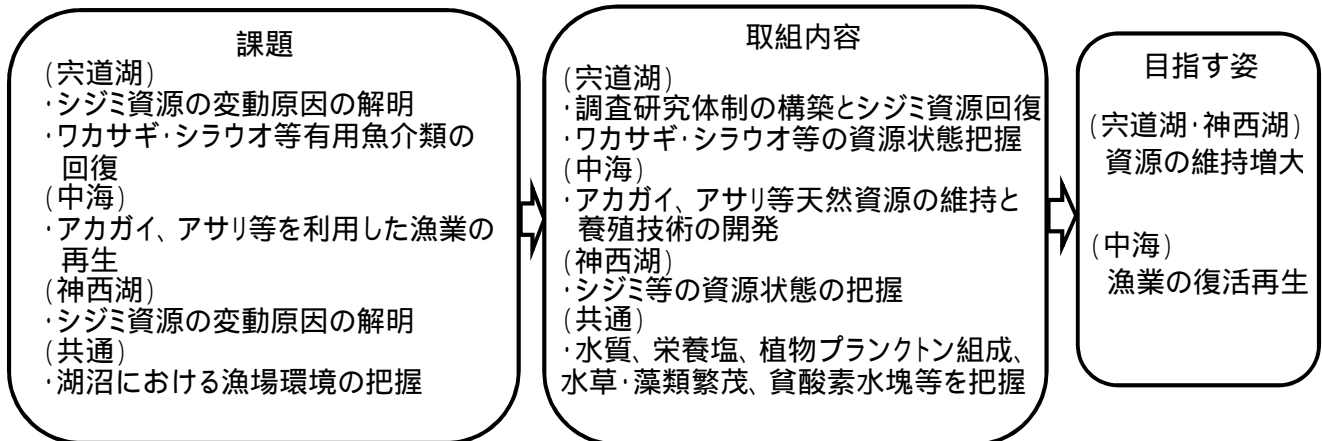 課題
(宍道湖)
・シジミ資源の変動原因の解明
・ワカサギ・シラウオ等有用魚介類の
回復
(中海)
・アカガイ、アサリ等を利用した漁業の
再生
(神西湖)
・シジミ資源の変動原因の解明
(共通)
・湖沼における漁場環境の把握
取組内容
(宍道湖)
・調査研究体制の構築とシジミ資源回復
・ワカサギ・シラウオ等の資源状態把握
(中海)
・アカガイ、アサリ等天然資源の維持と
養殖技術の開発
(神西湖)
・シジミ等の資源状態の把握
(共通)
・水質、栄養塩、植物プランクトン組成、
水草・藻類繁茂、貧酸素水塊等を把握
目指す姿
(宍道湖・神西湖)
資源の維持増大
(中海)
漁業の復活再生